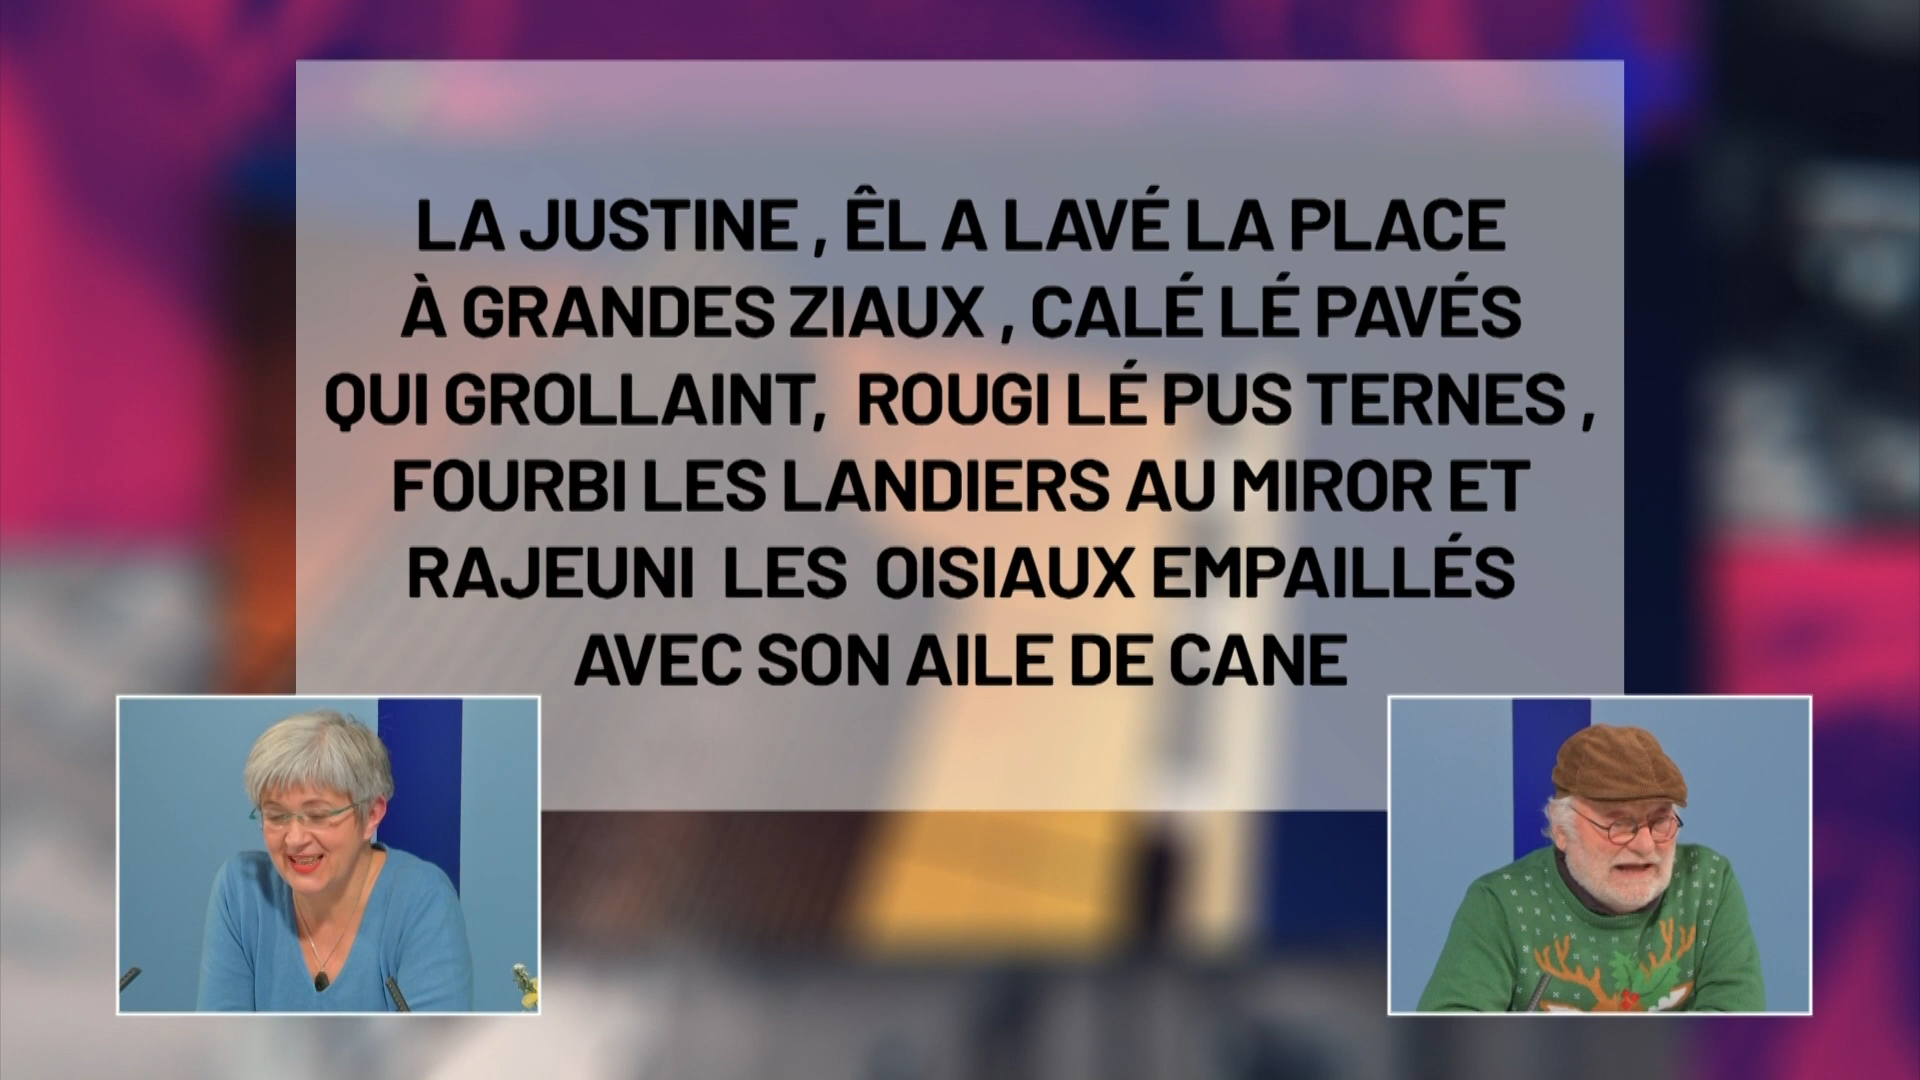 LA JUSTINE , ÊL A LAVÉ LA PLACE
À GRANDES ZIAUX , CALÉ LÉ PAVÉS
QUI GROLLAINT, ROUGI LÉ PUS TERNES ,
FOURBI LES LANDIERS AU MIROR ET
RAJEUNI LES OISIAUX EMPAILLÉS
AVEC SON AILE DE CANE